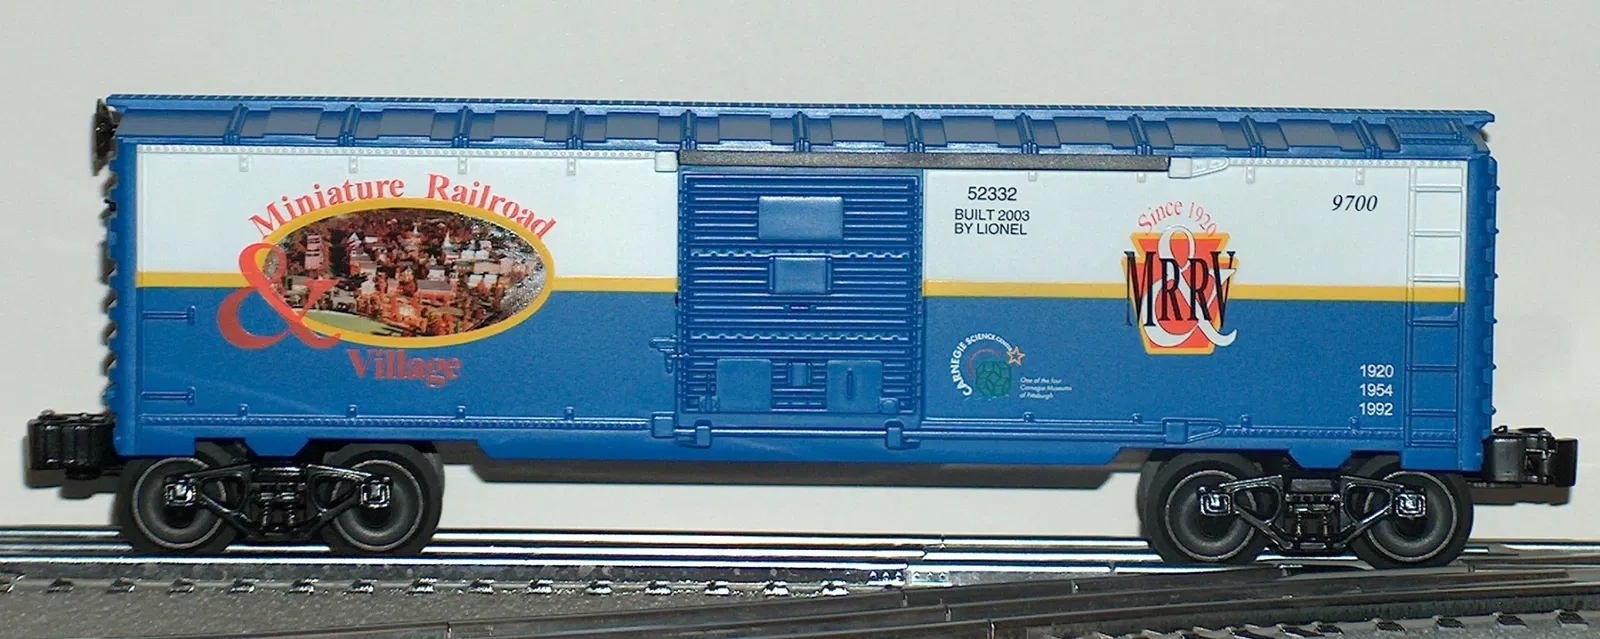 Miniature Railroad
&
Village
52332
BUILT 2003
BY LIONEL
Since 1920
&
MRRV
9700
CARNEGIE SCIENCE CENTER
One of the four
Carnegie Museums
of Pittsburgh
1920
1954
1992